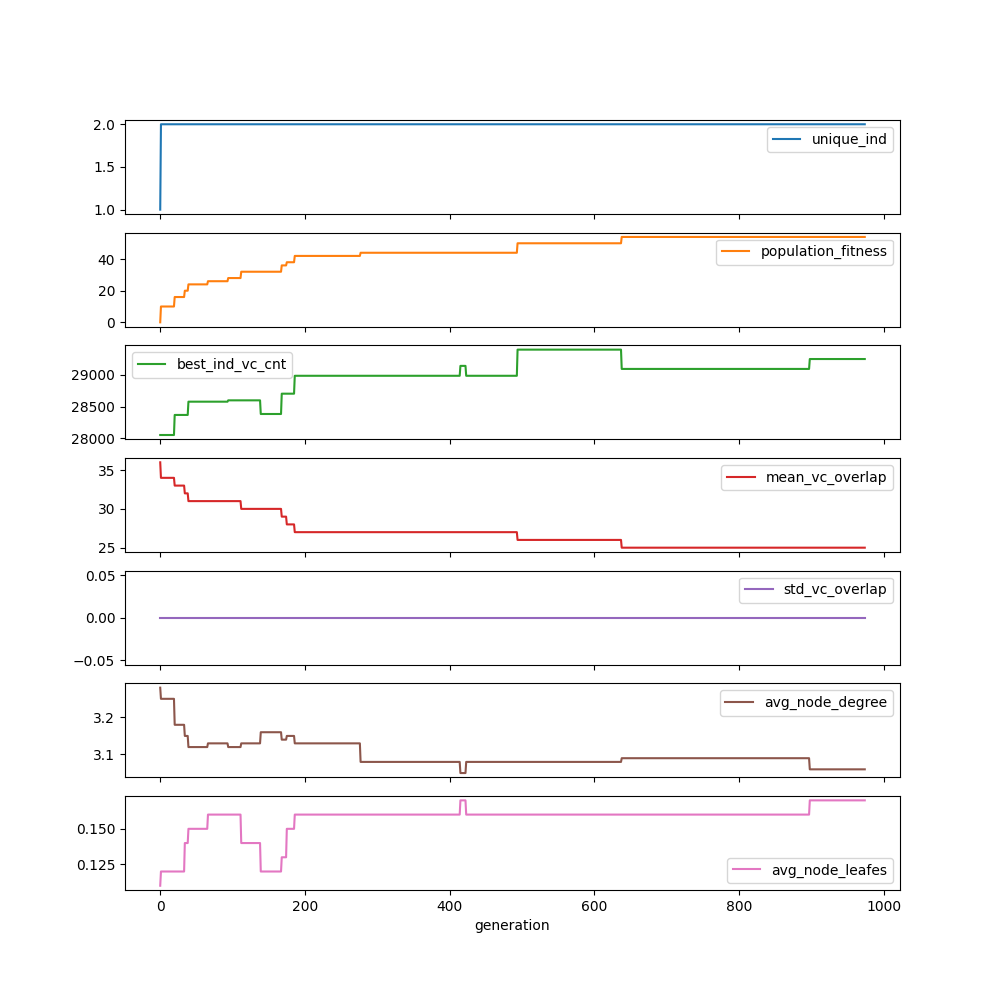 2.0
1.5
1.0
unique_ind
40
20
0
population_fitness
29000
28500
28000
best_ind_vc_cnt
35
30
25
mean_vc_overlap
0.05
0.00
−0.05
std_vc_overlap
3.2
3.1
avg_node_degree
0.150
0.125
avg_node_leafes
0 200 400 600 800 1000
generation